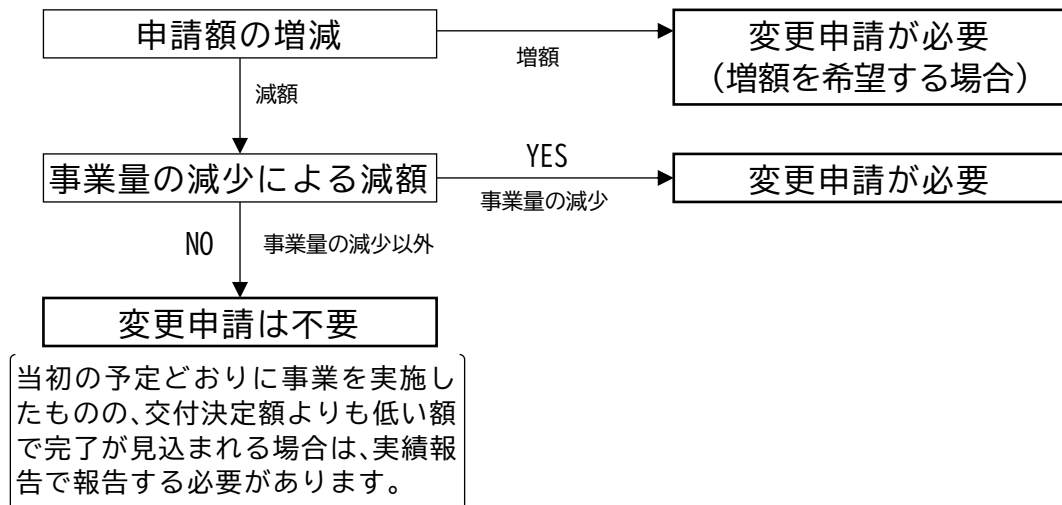 申請額の増減
増額
変更申請が必要
（増額を希望する場合）
減額
事業量の減少による減額
YES
事業量の減少
変更申請が必要
NO
事業量の減少以外
変更申請は不要
当初の予定どおりに事業を実施し
たものの、交付決定額よりも低い額
で完了が見込まれる場合は、実績報
告で報告する必要があります。